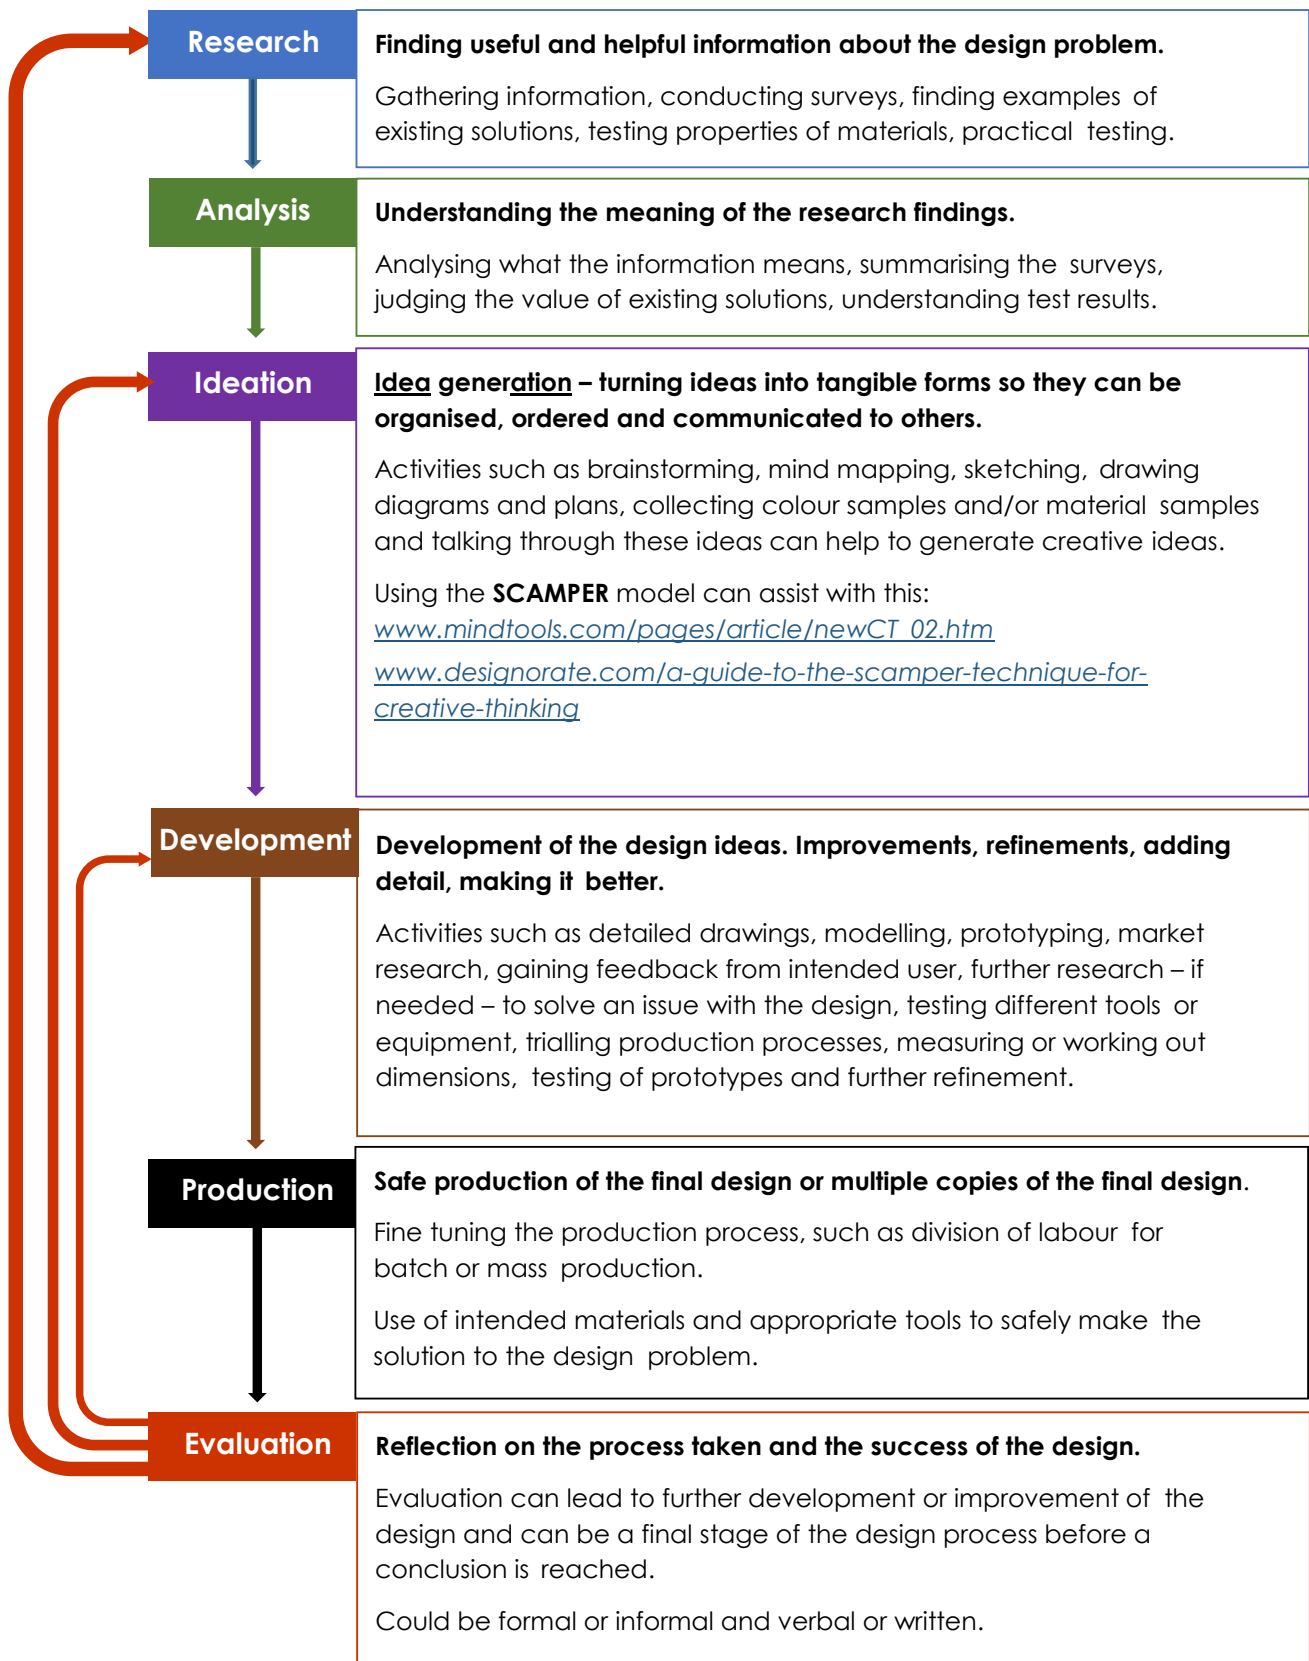 Research
Finding useful and helpful information about the design problem.
Gathering information, conducting surveys, finding examples of
existing solutions, testing properties of materials, practical testing.
Analysis
Understanding the meaning of the research findings.
Analysing what the information means, summarising the surveys,
judging the value of existing solutions, understanding test results.
Ideation
Idea generation – turning ideas into tangible forms so they can be
organised, ordered and communicated to others.
Activities such as brainstorming, mind mapping, sketching, drawing
diagrams and plans, collecting colour samples and/or material samples
and talking through these ideas can help to generate creative ideas.
Using the SCAMPER model can assist with this:
www.mindtools.com/pages/article/newCT_02.htm
www.designorate.com/a-guide-to-the-scamper-technique-for-
creative-thinking
Development
Development of the design ideas. Improvements, refinements, adding
detail, making it better.
Activities such as detailed drawings, modelling, prototyping, market
research, gaining feedback from intended user, further research – if
needed – to solve an issue with the design, testing different tools or
equipment, trialling production processes, measuring or working out
dimensions, testing of prototypes and further refinement.
Production
Safe production of the final design or multiple copies of the final design.
Fine tuning the production process, such as division of labour for
batch or mass production.
Use of intended materials and appropriate tools to safely make the
solution to the design problem.
Evaluation
Reflection on the process taken and the success of the design.
Evaluation can lead to further development or improvement of the
design and can be a final stage of the design process before a
conclusion is reached.
Could be formal or informal and verbal or written.